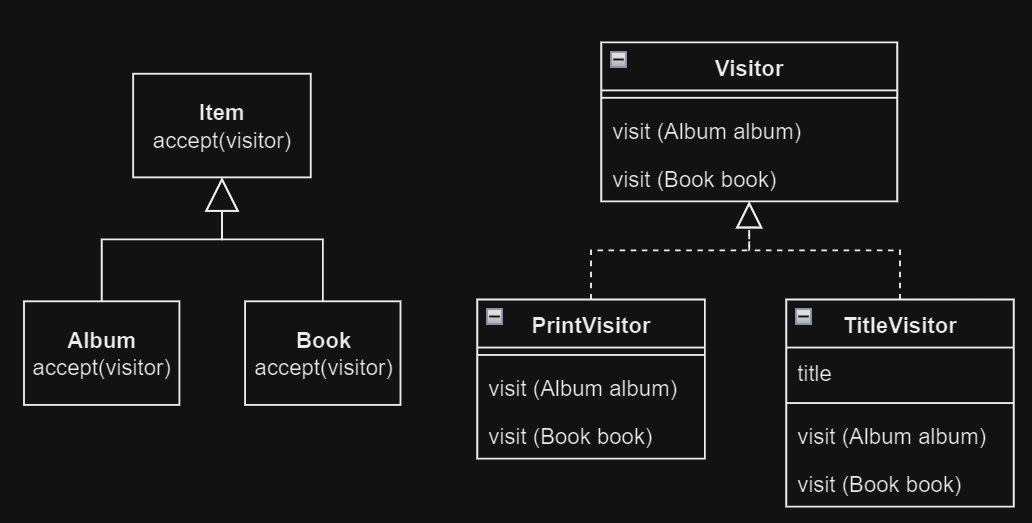 Item
accept(visitor)
Album
accept(visitor)
Book
accept(visitor)
Visitor
visit (Album album)
visit (Book book)
PrintVisitor
visit (Album album)
visit (Book book)
TitleVisitor
title
visit (Album album)
visit (Book book)